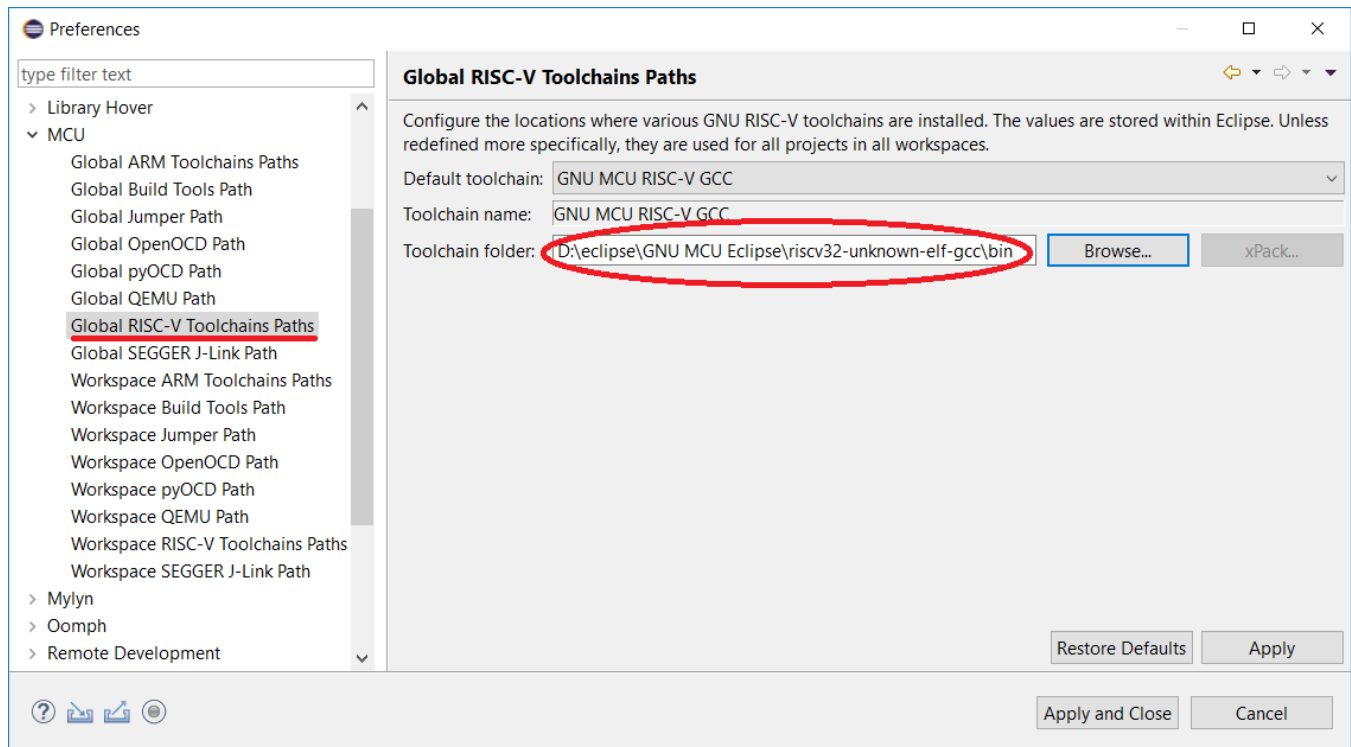 Preferences
type filter text
Library Hover
MCU
Global ARM Toolchains Paths
Global Build Tools Path
Global Jumper Path
Global OpenOCD Path
Global pyOCD Path
Global QEMU Path
Global RISC-V Toolchains Paths
Global SEGGER J-Link Path
Workspace ARM Toolchains Paths
Workspace Build Tools Path
Workspace Jumper Path
Workspace OpenOCD Path
Workspace pyOCD Path
Workspace QEMU Path
Workspace RISC-V Toolchains Paths
Workspace SEGGER J-Link Path
Mylyn
Oomph
Remote Development
Global RISC-V Toolchains Paths
Configure the locations where various GNU RISC-V toolchains are installed. The values are stored within Eclipse. Unless
redefined more specifically, they are used for all projects in all workspaces.
Default toolchain: GNU MCU RISC-V GCC
Toolchain name: GNU MCU RISC-V GCC
Toolchain folder: D:\eclipse\GNU MCU Eclipse\riscv32-unknown-elf-gcc\bin Browse... xPack...
Restore Defaults Apply
Apply and Close Cancel